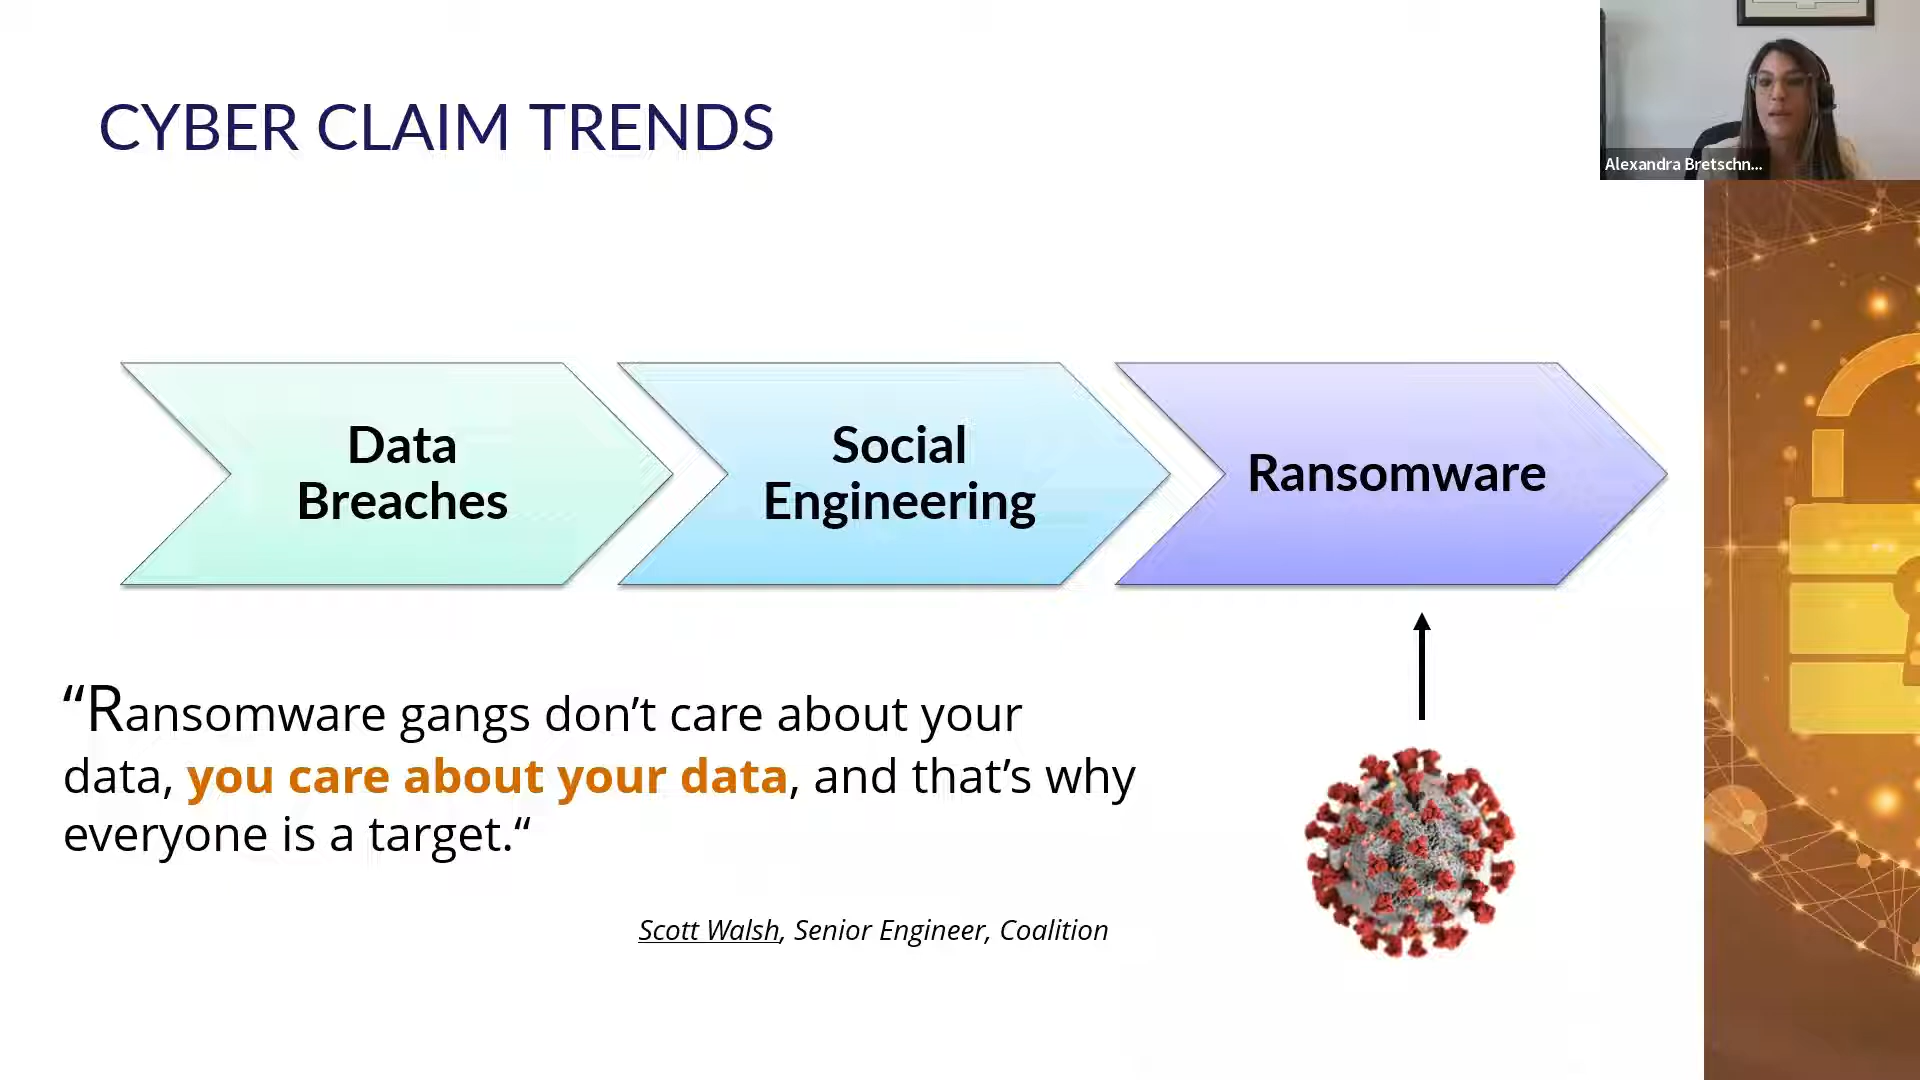 CYBER CLAIM TRENDS
Alexandra Bretschn...
Data
Breaches
Social
Engineering
Ransomware
“Ransomware gangs don’t care about your
data, you care about your data, and that’s why
everyone is a target.“
Scott Walsh, Senior Engineer, Coalition